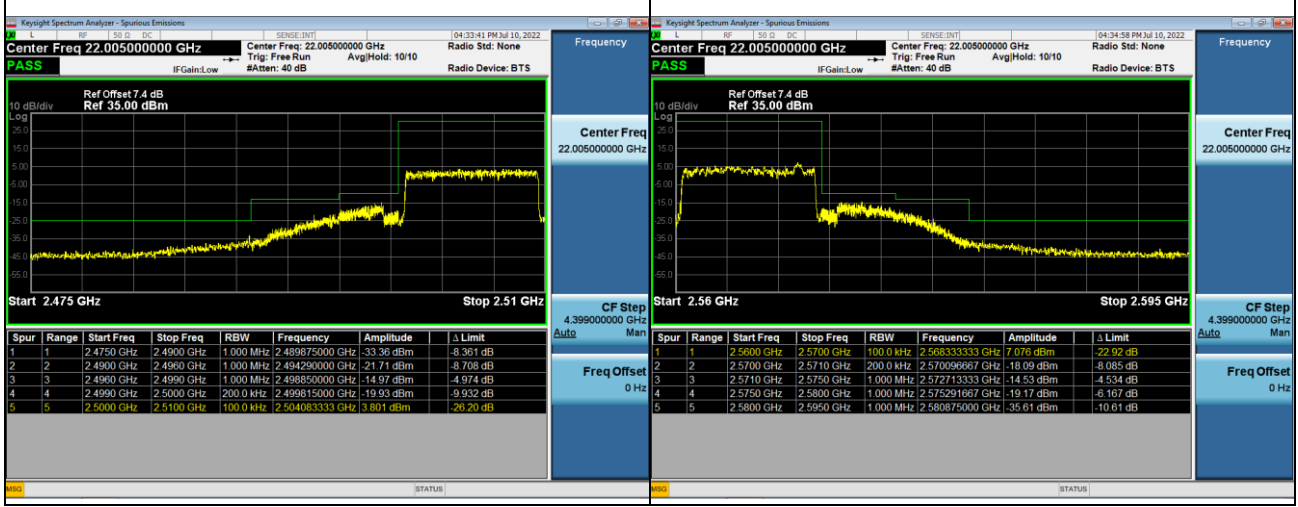 Keysight Spectrum Analyzer - Spurious Emissions
L RF 50 Ω DC SENSE:INT 04:33:41 PM Jul 10, 2022
Center Freq 22.005000000 GHz
Center Freq: 22.005000000 GHz Radio Std: None
Trig: Free Run Avg|Hold: 10/10
PASS IFGain:Low #Atten: 40 dB Radio Device: BTS
Ref Offset 7.4 dB
10 dB/div Ref 35.00 dBm
Log
25.0
15.0
5.00
-5.00
-15.0
-25.0
-35.0
-45.0
-55.0
Start 2.475 GHz Stop 2.51 GHz
Spur Range Start Freq Stop Freq RBW Frequency Amplitude Δ Limit
1 1 2.4750 GHz 2.4900 GHz 1.000 MHz 2.489875000 GHz -33.36 dBm -8.361 dB
2 2 2.4900 GHz 2.4960 GHz 1.000 MHz 2.494290000 GHz -21.71 dBm -8.708 dB
3 3 2.4960 GHz 2.4990 GHz 1.000 MHz 2.498850000 GHz -14.97 dBm -4.974 dB
4 4 2.4990 GHz 2.5000 GHz 200.0 kHz 2.499815000 GHz -19.93 dBm -9.932 dB
5 5 2.5000 GHz 2.5100 GHz 100.0 kHz 2.504083333 GHz 3.801 dBm -26.20 dB
MSG STATUS
Frequency
Center Freq
22.005000000 GHz
CF Step
4.399000000 GHz
Auto Man
Freq Offset
0 Hz
Keysight Spectrum Analyzer - Spurious Emissions
L RF 50 Ω DC SENSE:INT 04:34:58 PM Jul 10, 2022
Center Freq 22.005000000 GHz
Center Freq: 22.005000000 GHz Radio Std: None
Trig: Free Run Avg|Hold: 10/10
PASS IFGain:Low #Atten: 40 dB Radio Device: BTS
Ref Offset 7.4 dB
10 dB/div Ref 35.00 dBm
Log
25.0
15.0
5.00
-5.00
-15.0
-25.0
-35.0
-45.0
-55.0
Start 2.56 GHz Stop 2.595 GHz
Spur Range Start Freq Stop Freq RBW Frequency Amplitude Δ Limit
1 1 2.5600 GHz 2.5700 GHz 100.0 kHz 2.568333333 GHz 7.076 dBm -22.92 dB
2 2 2.5700 GHz 2.5710 GHz 200.0 kHz 2.570096667 GHz -18.09 dBm -8.085 dB
3 3 2.5710 GHz 2.5750 GHz 1.000 MHz 2.572713333 GHz -14.53 dBm -4.534 dB
4 4 2.5750 GHz 2.5800 GHz 1.000 MHz 2.575291667 GHz -19.17 dBm -6.167 dB
5 5 2.5800 GHz 2.5950 GHz 1.000 MHz 2.580875000 GHz -35.61 dBm -10.61 dB
MSG STATUS
Frequency
Center Freq
22.005000000 GHz
CF Step
4.399000000 GHz
Auto Man
Freq Offset
0 Hz